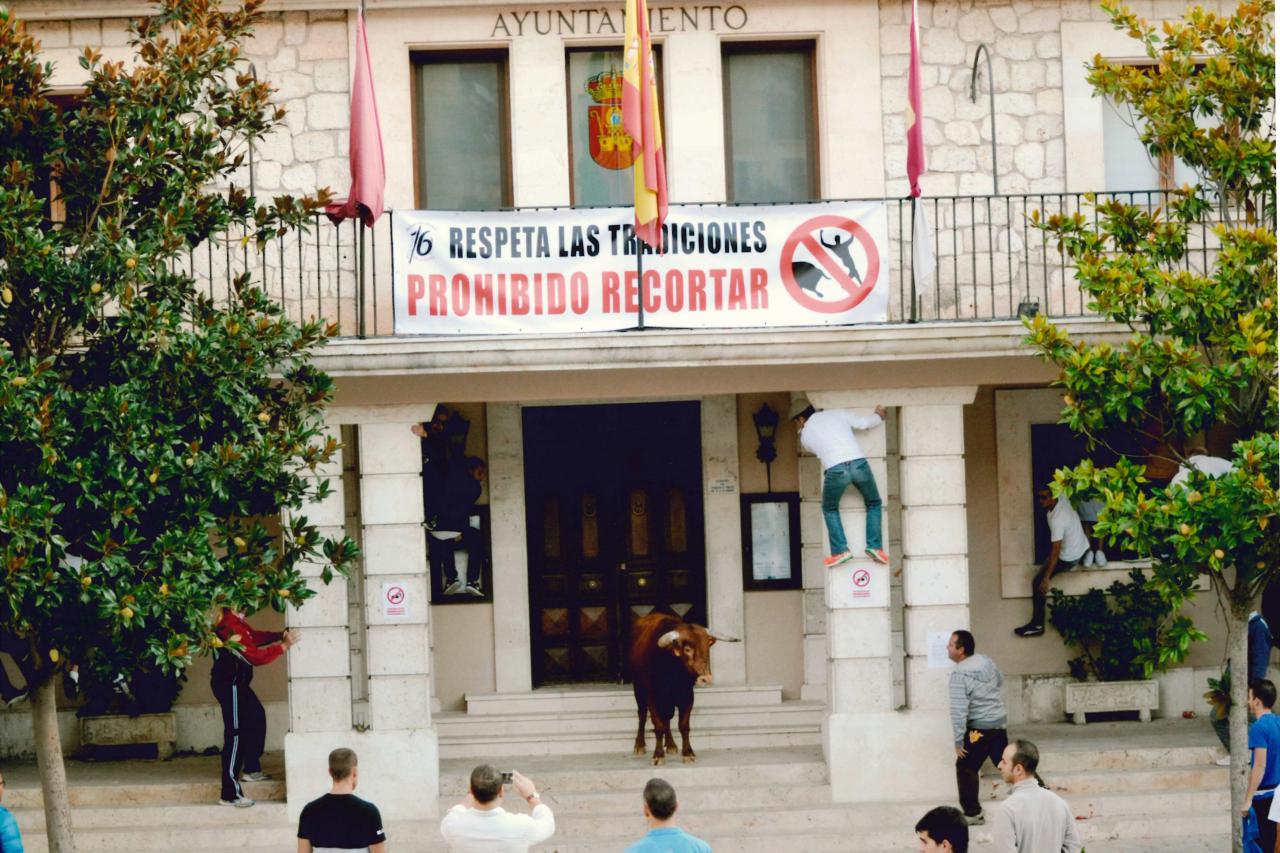 AYUNTAMIENTO
16 RESPETA LAS TRADICIONES
PROHIBIDO RECORTAR